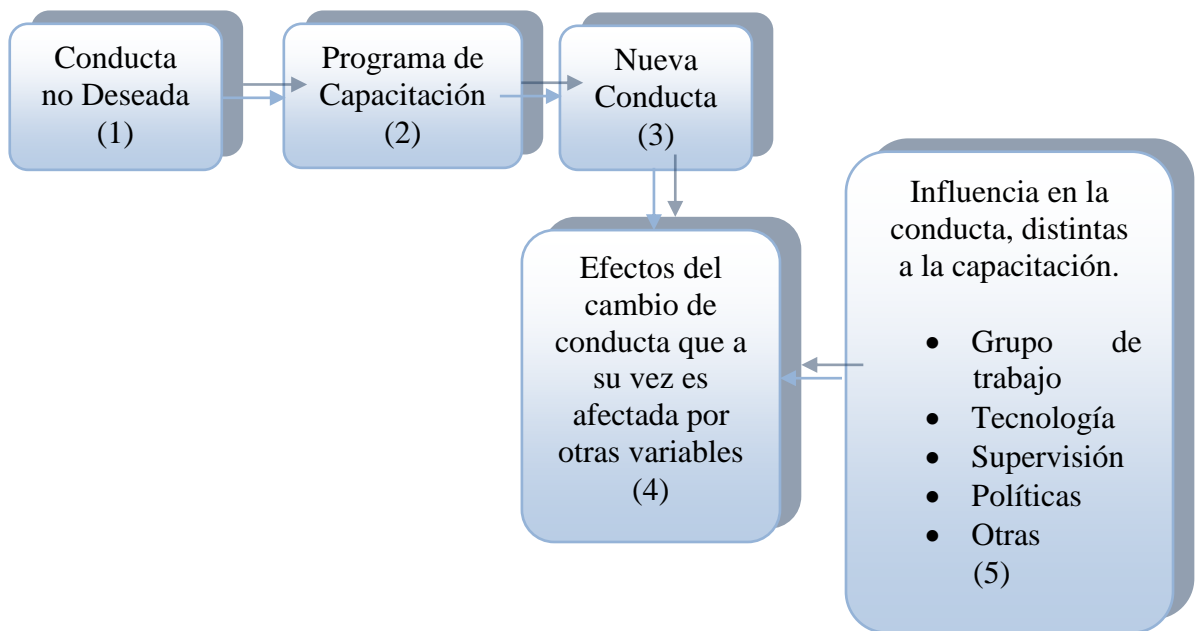 Conducta
no Deseada
(1)
Programa de
Capacitación
(2)
Nueva
Conducta
(3)
Efectos del
cambio de
conducta que a
su vez es
afectada por
otras variables
(4)
Influencia en la
conducta, distintas
a la capacitación.
• Grupo de
trabajo
• Tecnología
• Supervisión
• Políticas
• Otras
(5)